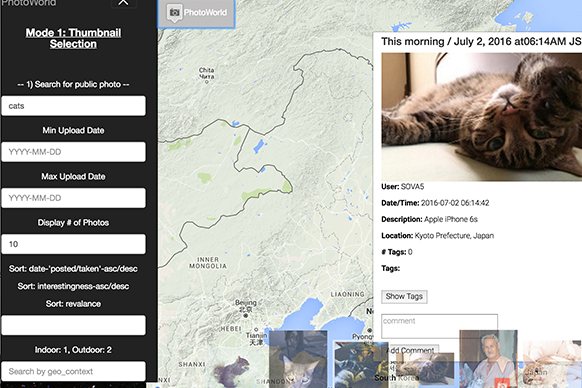 PhotoWorld
Mode 1: Thumbnail
Selection
-- 1) Search for public photo --
cats
Min Upload Date
YYYY-MM-DD
Max Upload Date
YYYY-MM-DD
Display # of Photos
10
Sort: date-'posted/taken'-asc/desc
Sort: interestingness-asc/desc
Sort: revalance
Indoor: 1, Outdoor: 2
Search by geo_context
PhotoWorld
Chita
Чита
INNER
MONGOLIA
Beijing
北京
HEBEI
Tianjin
天津
LIAONING
SHANXI
SHANDONG
Pyong
South Korea
Japan
This morning / July 2, 2016 at06:14AM JS
User: SOVA5
Date/Time: 2016-07-02 06:14:42
Description: Apple iPhone 6s
Location: Kyoto Prefecture, Japan
# Tags: 0
Tags:
Show Tags
comment
Add Comment